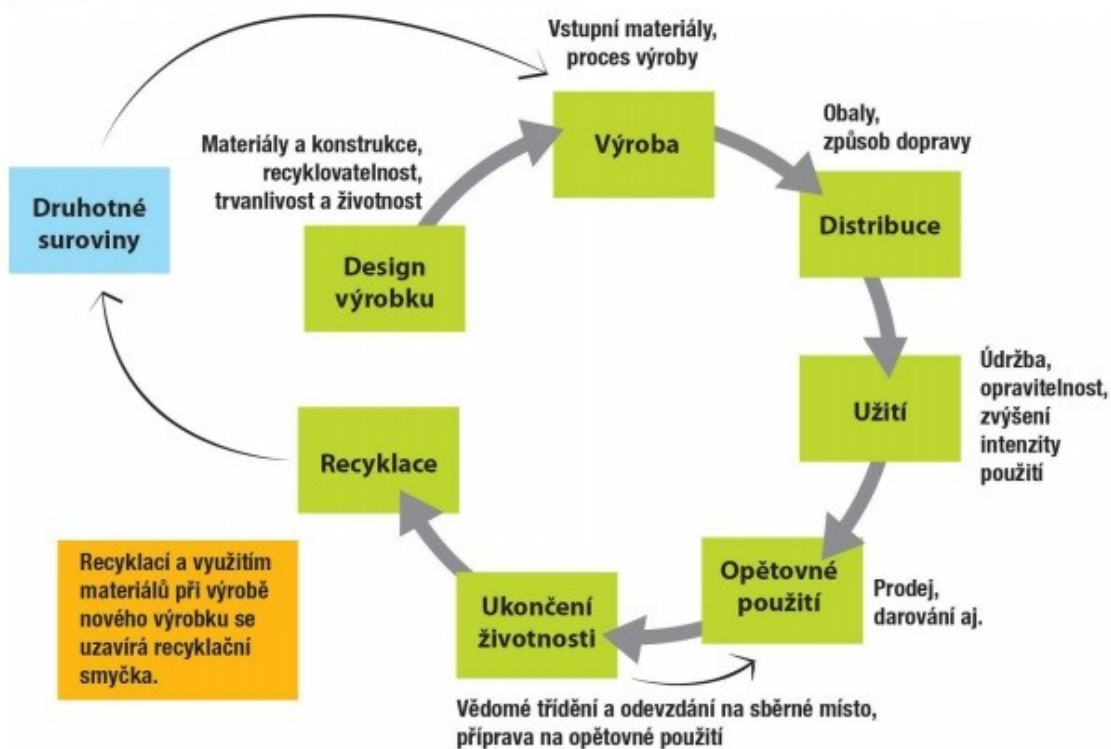 Vstupní materiály,
proces výroby
Výroba
Obaly,
způsob dopravy
Distribuce
Údržba,
opravitelnost,
zvýšení
intenzity
použití
Užití
Opětovné
použití
Prodej,
darování aj.
Ukončení
životnosti
Vědomé třídění a odevzdání na sběrné místo,
příprava na opětovné použití
Recyklace
Druhotné
suroviny
Materiály a konstrukce,
recyklovatelnost,
trvanlivost a životnost
Design
výrobku
Recyklací a využitím
materiálů při výrobě
nového výrobku se
uzavírá recyklační
smyčka.